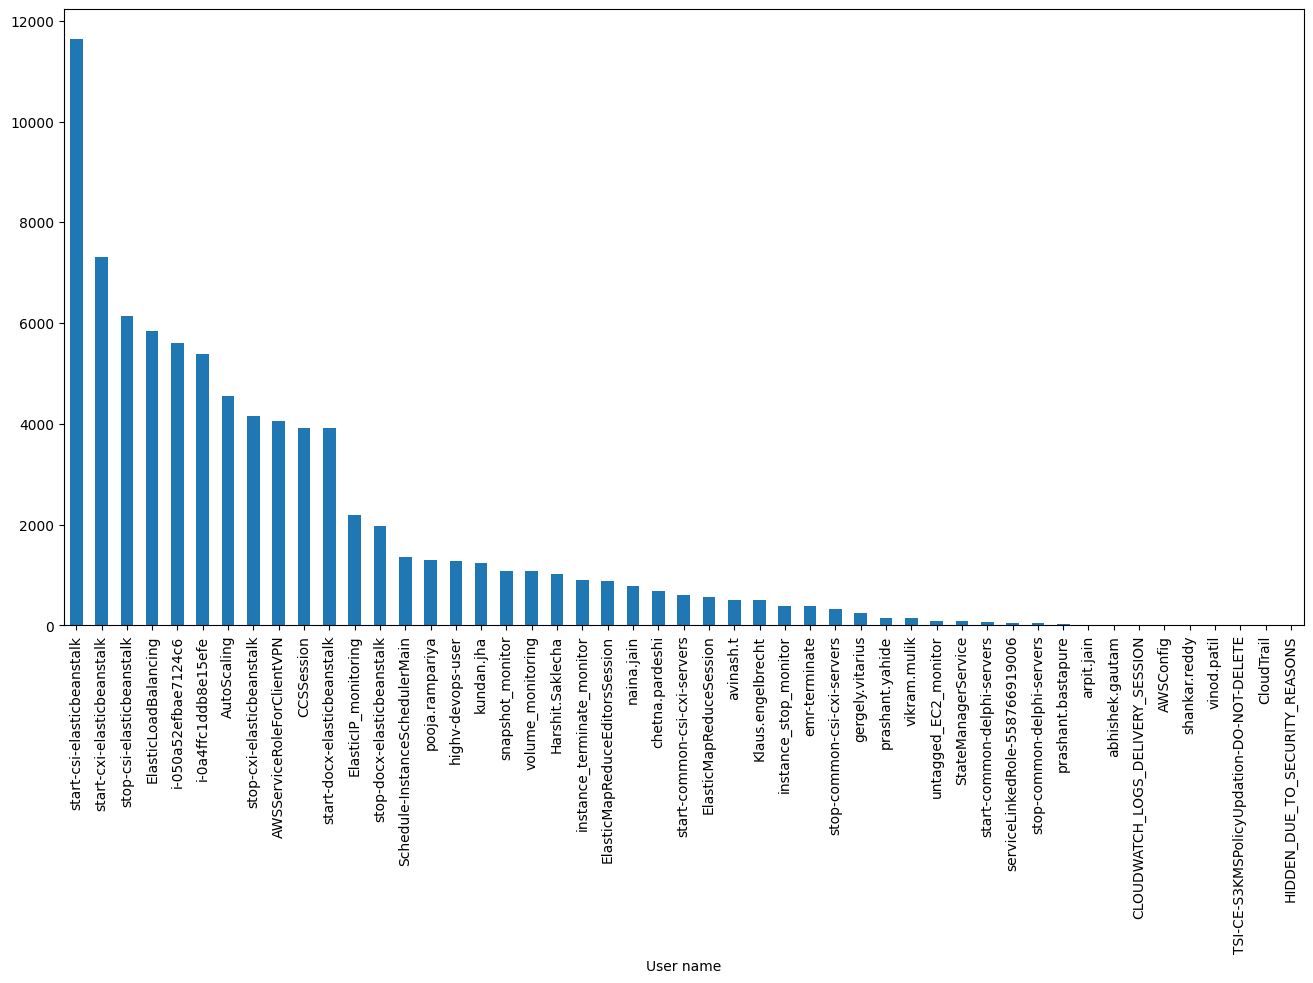 12000
10000
8000
6000
4000
2000
0
start-csi-elasticbeanstalk
start-cxi-elasticbeanstalk
stop-csi-elasticbeanstalk
ElasticLoadBalancing
i-050a52efbae7124c6
i-0a4ffc1ddb8e15efe
AutoScaling
stop-cxi-elasticbeanstalk
AWSServiceRoleForClientVPN
CCSSession
start-docx-elasticbeanstalk
ElasticIP_monitoring
stop-docx-elasticbeanstalk
Schedule-InstanceSchedulerMain
pooja.rampariya
highv-devops-user
kundan.jha
snapshot_monitor
volume_monitoring
Harshit.Saklecha
instance_terminate_monitor
ElasticMapReduceEditorsSession
naina.jain
chetna.pardeshi
start-common-csi-cxi-servers
ElasticMapReduceSession
avinash.t
Klaus.engelbrecht
instance_stop_monitor
emr-terminate
stop-common-csi-cxi-servers
gergely.vitarius
prashant.yahide
vikram.mulik
untagged_EC2_monitor
StateManagerService
start-common-delphi-servers
serviceLinkedRole-558766919006
stop-common-delphi-servers
prashant.bastapure
arpit.jain
abhishek.gautam
CLOUDWATCH_LOGS_DELIVERY_SESSION
AWSConfig
shankar.reddy
vinod.patil
TSI-CE-S3KMSPolicyUpdation-DO-NOT-DELETE
CloudTrail
HIDDEN_DUE_TO_SECURITY_REASONS
User name